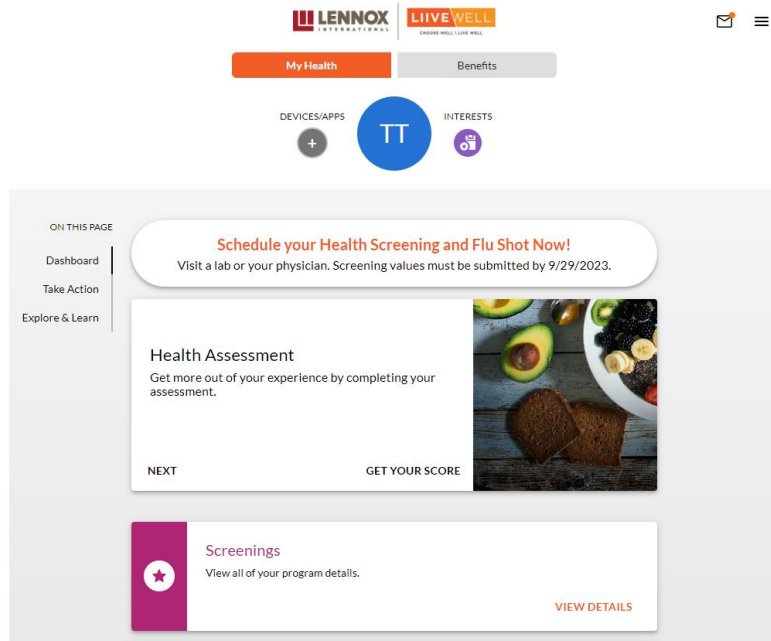 LENNOX
INTERNATIONAL
LIIVEWELL
CHOOSE WELL \ LIVE WELL
My Health
Benefits
DEVICES/APPS
TT
INTERESTS
ON THIS PAGE
Dashboard
Take Action
Explore & Learn
Schedule your Health Screening and Flu Shot Now!
Visit a lab or your physician. Screening values must be submitted by 9/29/2023.
Health Assessment
Get more out of your experience by completing your
assessment.
NEXT
GET YOUR SCORE
Screenings
View all of your program details.
VIEW DETAILS